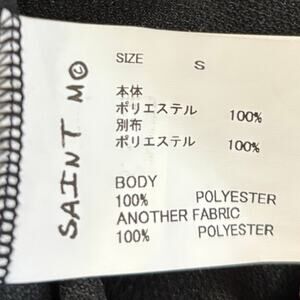 SAINT M©
SIZE S
本体
ポリエステル 100%
別布
ポリエステル 100%
BODY
100% POLYESTER
ANOTHER FABRIC
100% POLYESTER